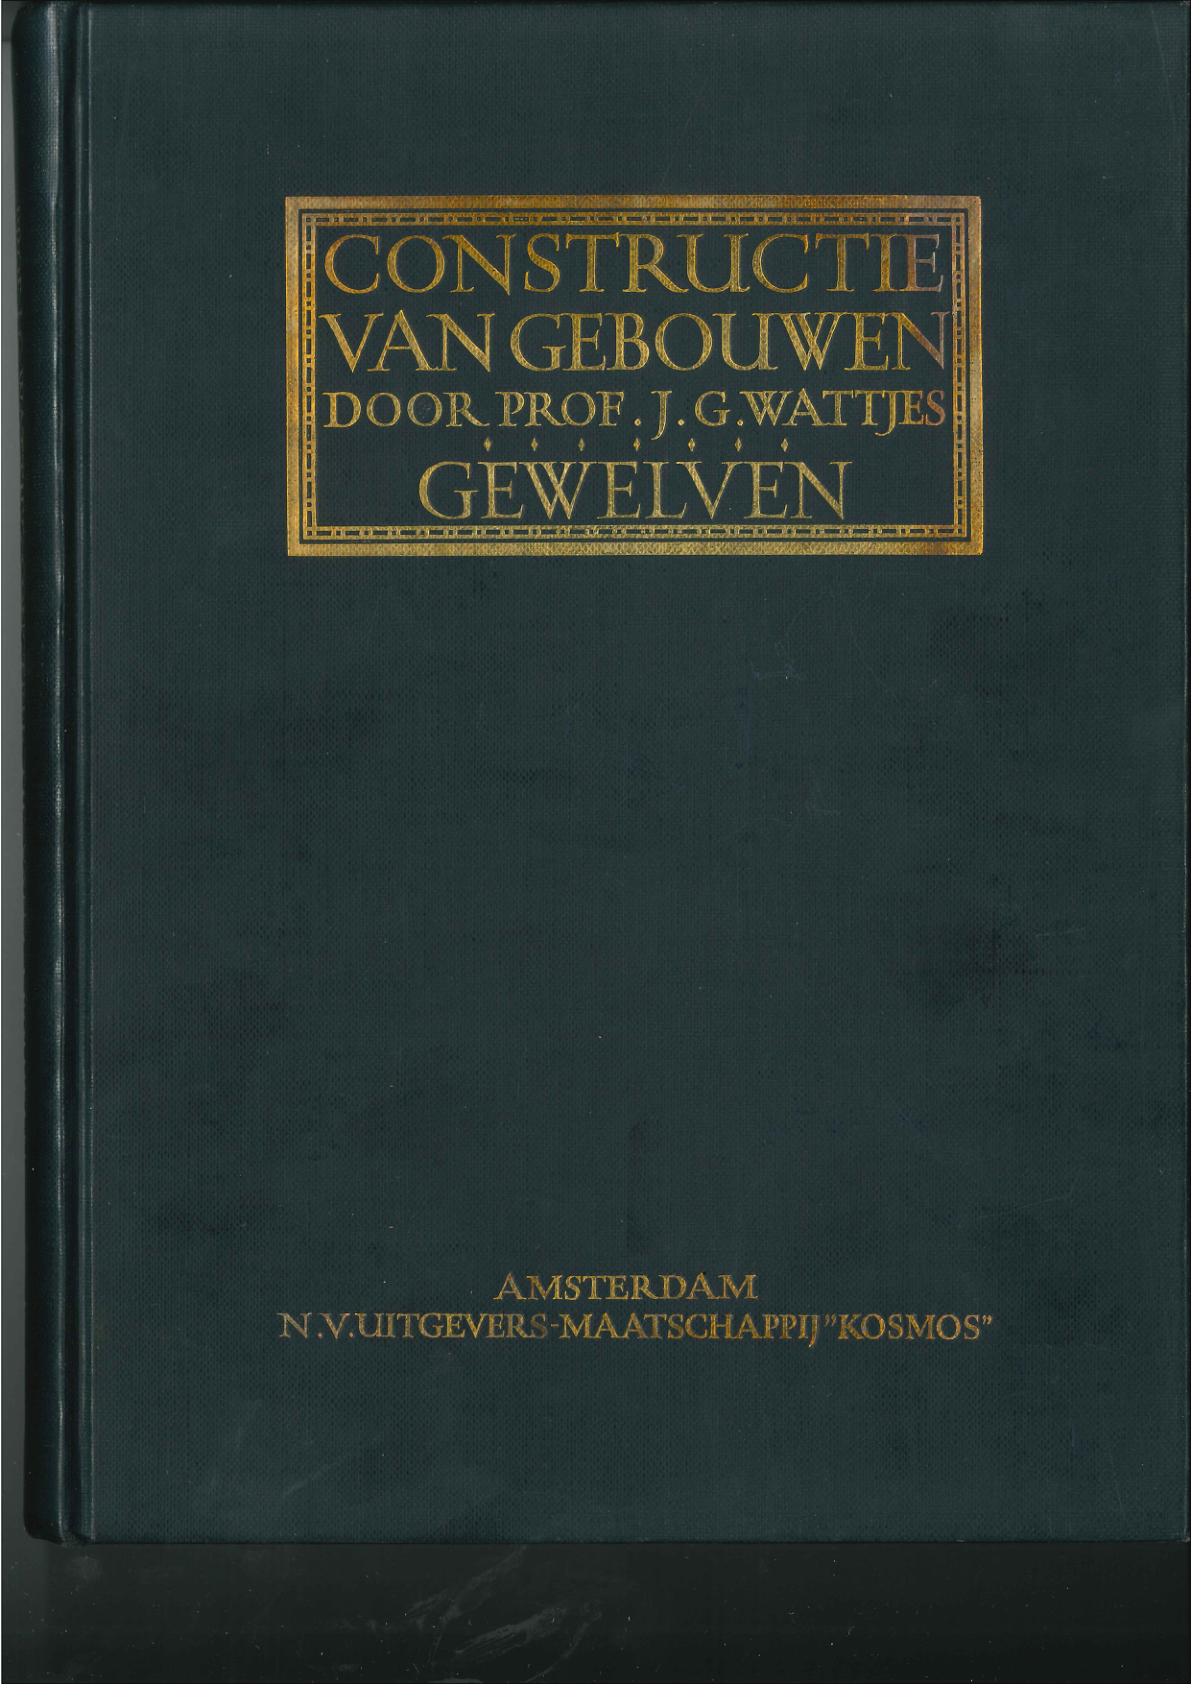 CONSTRUCTIE
VAN GEBOUWEN
DOOR PROF. J. G. WATTJES
GEWELVEN
AMSTERDAM
N.V. UITGEVERS-MAATSCHAPPIJ "KOSMOS"